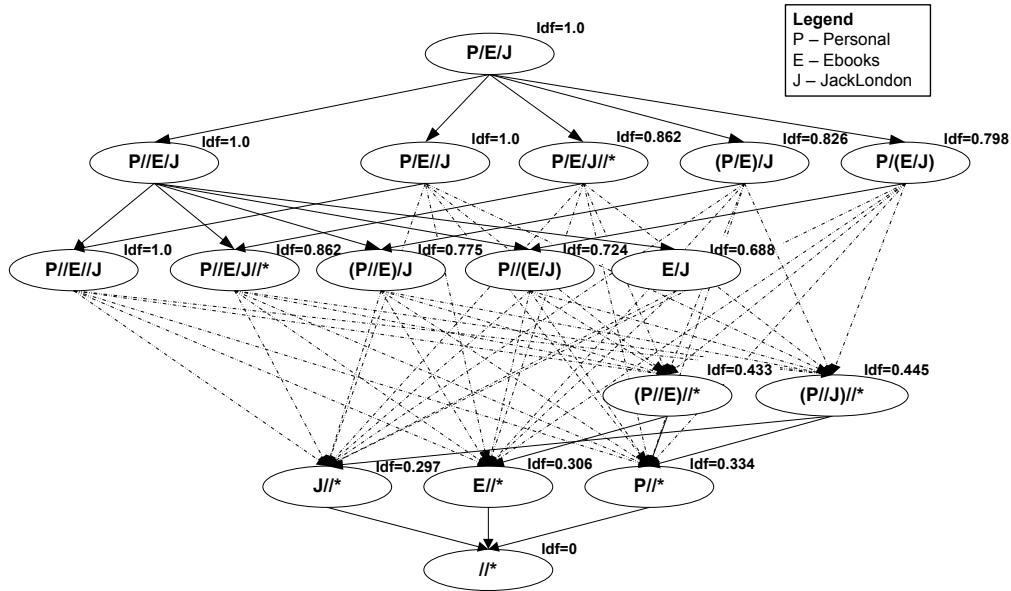 Legend
P – Personal
E – Ebooks
J – JackLondon
Idf=1.0
P/E/J
Idf=1.0
P//E/J
Idf=1.0
P/E//J
Idf=0.862
P/E/J//*
Idf=0.826
(P/E)/J
Idf=0.798
P/(E/J)
Idf=1.0
P//E//J
Idf=0.862
P//E/J//*
Idf=0.775
(P//E)/J
Idf=0.724
P//(E/J)
Idf=0.688
E/J
Idf=0.433
(P//E)//*
Idf=0.445
(P//J)//*
Idf=0.297
J//*
Idf=0.306
E//*
Idf=0.334
P//*
Idf=0
//*